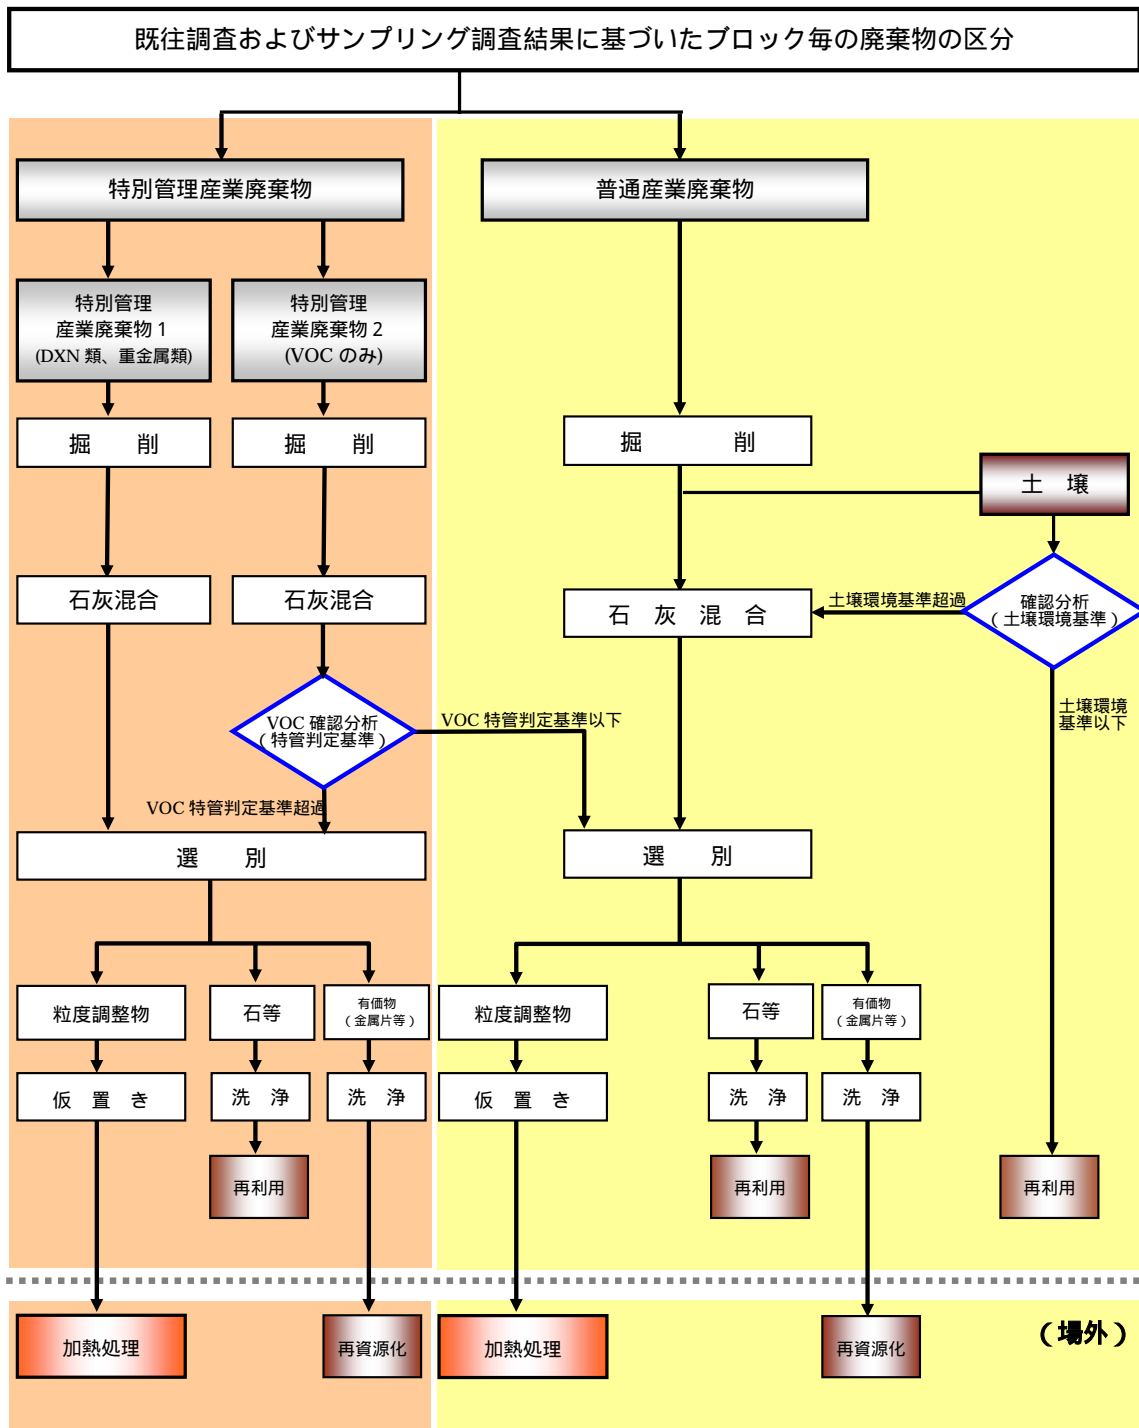 既往調査およびサンプリング調査結果に基づいたブロック毎の廃棄物の区分
特別管理産業廃棄物
普通産業廃棄物
特別管理
産業廃棄物 1
(DXN 類、重金属類)
特別管理
産業廃棄物 2
(VOC のみ)
掘 削
掘 削
掘 削
土 壌
石灰混合
石灰混合
石 灰 混 合
土壌環境基準超過
確認分析
(土壌環境基準)
VOC 確認分析
(特管判定基準)
VOC 特管判定基準以下
土壌環境
基準以下
VOC 特管判定基準超過
選 別
選 別
粒度調整物
石等
有価物
(金属片等)
粒度調整物
石等
有価物
(金属片等)
仮 置 き
洗 浄
洗 浄
仮 置 き
洗 浄
洗 浄
再利用
再利用
再利用
加熱処理
再資源化
加熱処理
再資源化
(場外)